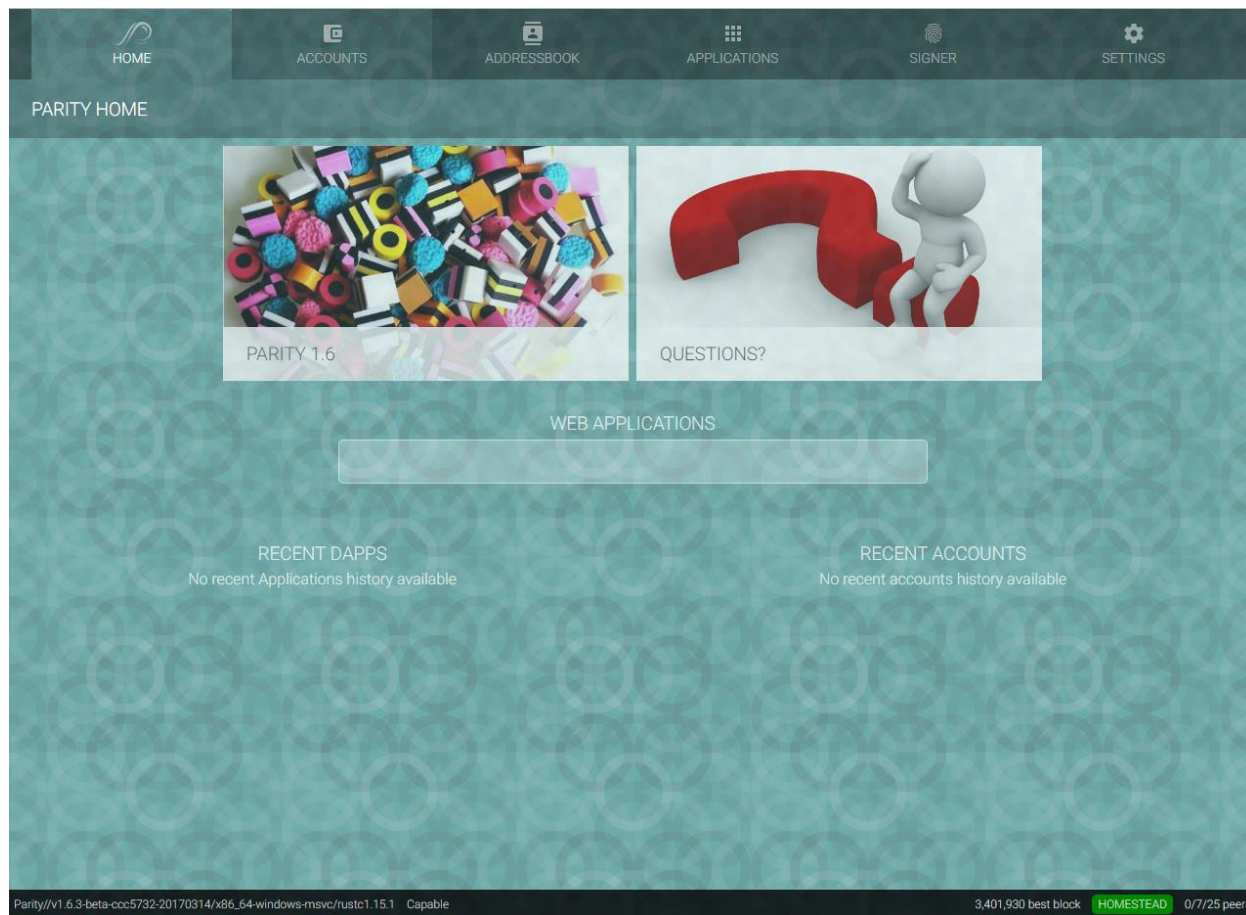 HOME
ACCOUNTS
ADDRESSBOOK
APPLICATIONS
SIGNER
SETTINGS
PARITY HOME
PARITY 1.6
QUESTIONS?
WEB APPLICATIONS
RECENT DAPPS
No recent Applications history available
RECENT ACCOUNTS
No recent accounts history available
Parity//v1.6.3-beta-ccc5732-20170314/x86_64-windows-msvc/rustc1.15.1 Capable
3,401,930 best block HOMESTEAD 0/7/25 peer